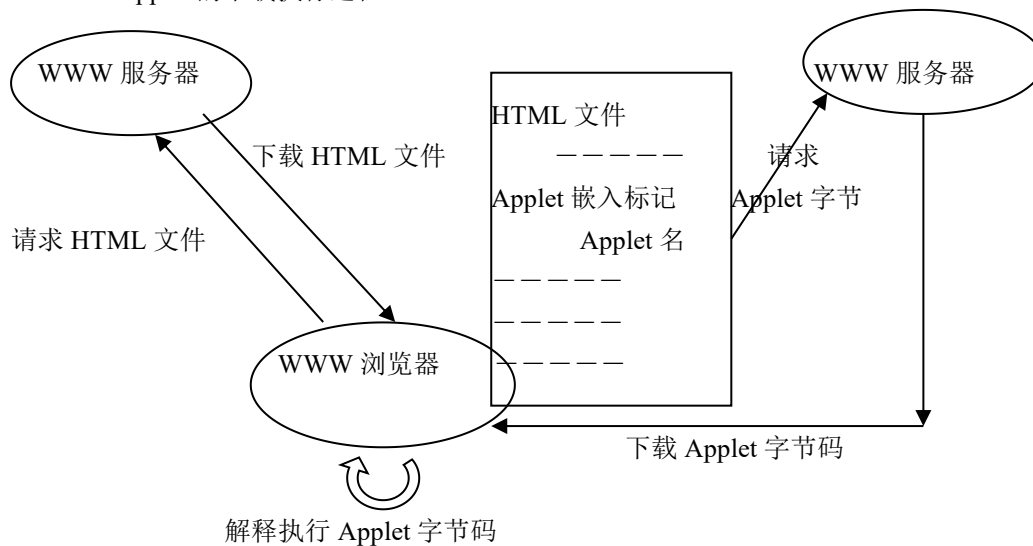 WWW 服务器
WWW 服务器
HTML 文件
下载 HTML 文件
－－－－－
请求
Applet 嵌入标记
Applet 字节
请求 HTML 文件
Applet 名
－－－－－
－－－－－
WWW 浏览器
－－－－－
下载 Applet 字节码
解释执行 Applet 字节码